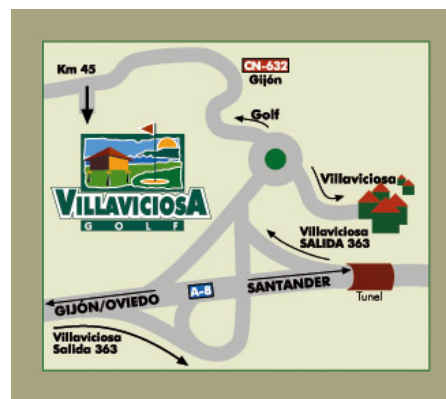 CN-632
Gijón
Km 45
Golf
Villaviciosa
VILLAVICIOSA
GOLF
Villaviciosa
SALIDA 363
SANTANDER
A-8
GIJÓN/OVIEDO
Tunel
Villaviciosa
Salida 363